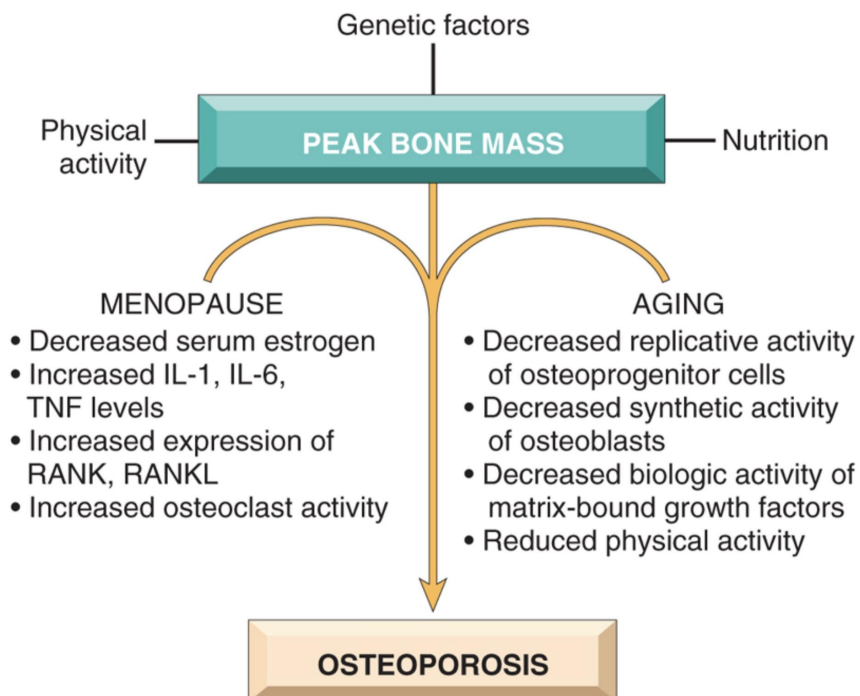 Genetic factors
Physical
activity
PEAK BONE MASS
Nutrition
MENOPAUSE
• Decreased serum estrogen
• Increased IL-1, IL-6,
TNF levels
• Increased expression of
RANK, RANKL
• Increased osteoclast activity
AGING
• Decreased replicative activity
of osteoprogenitor cells
• Decreased synthetic activity
of osteoblasts
• Decreased biologic activity of
matrix-bound growth factors
• Reduced physical activity
OSTEOPOROSIS